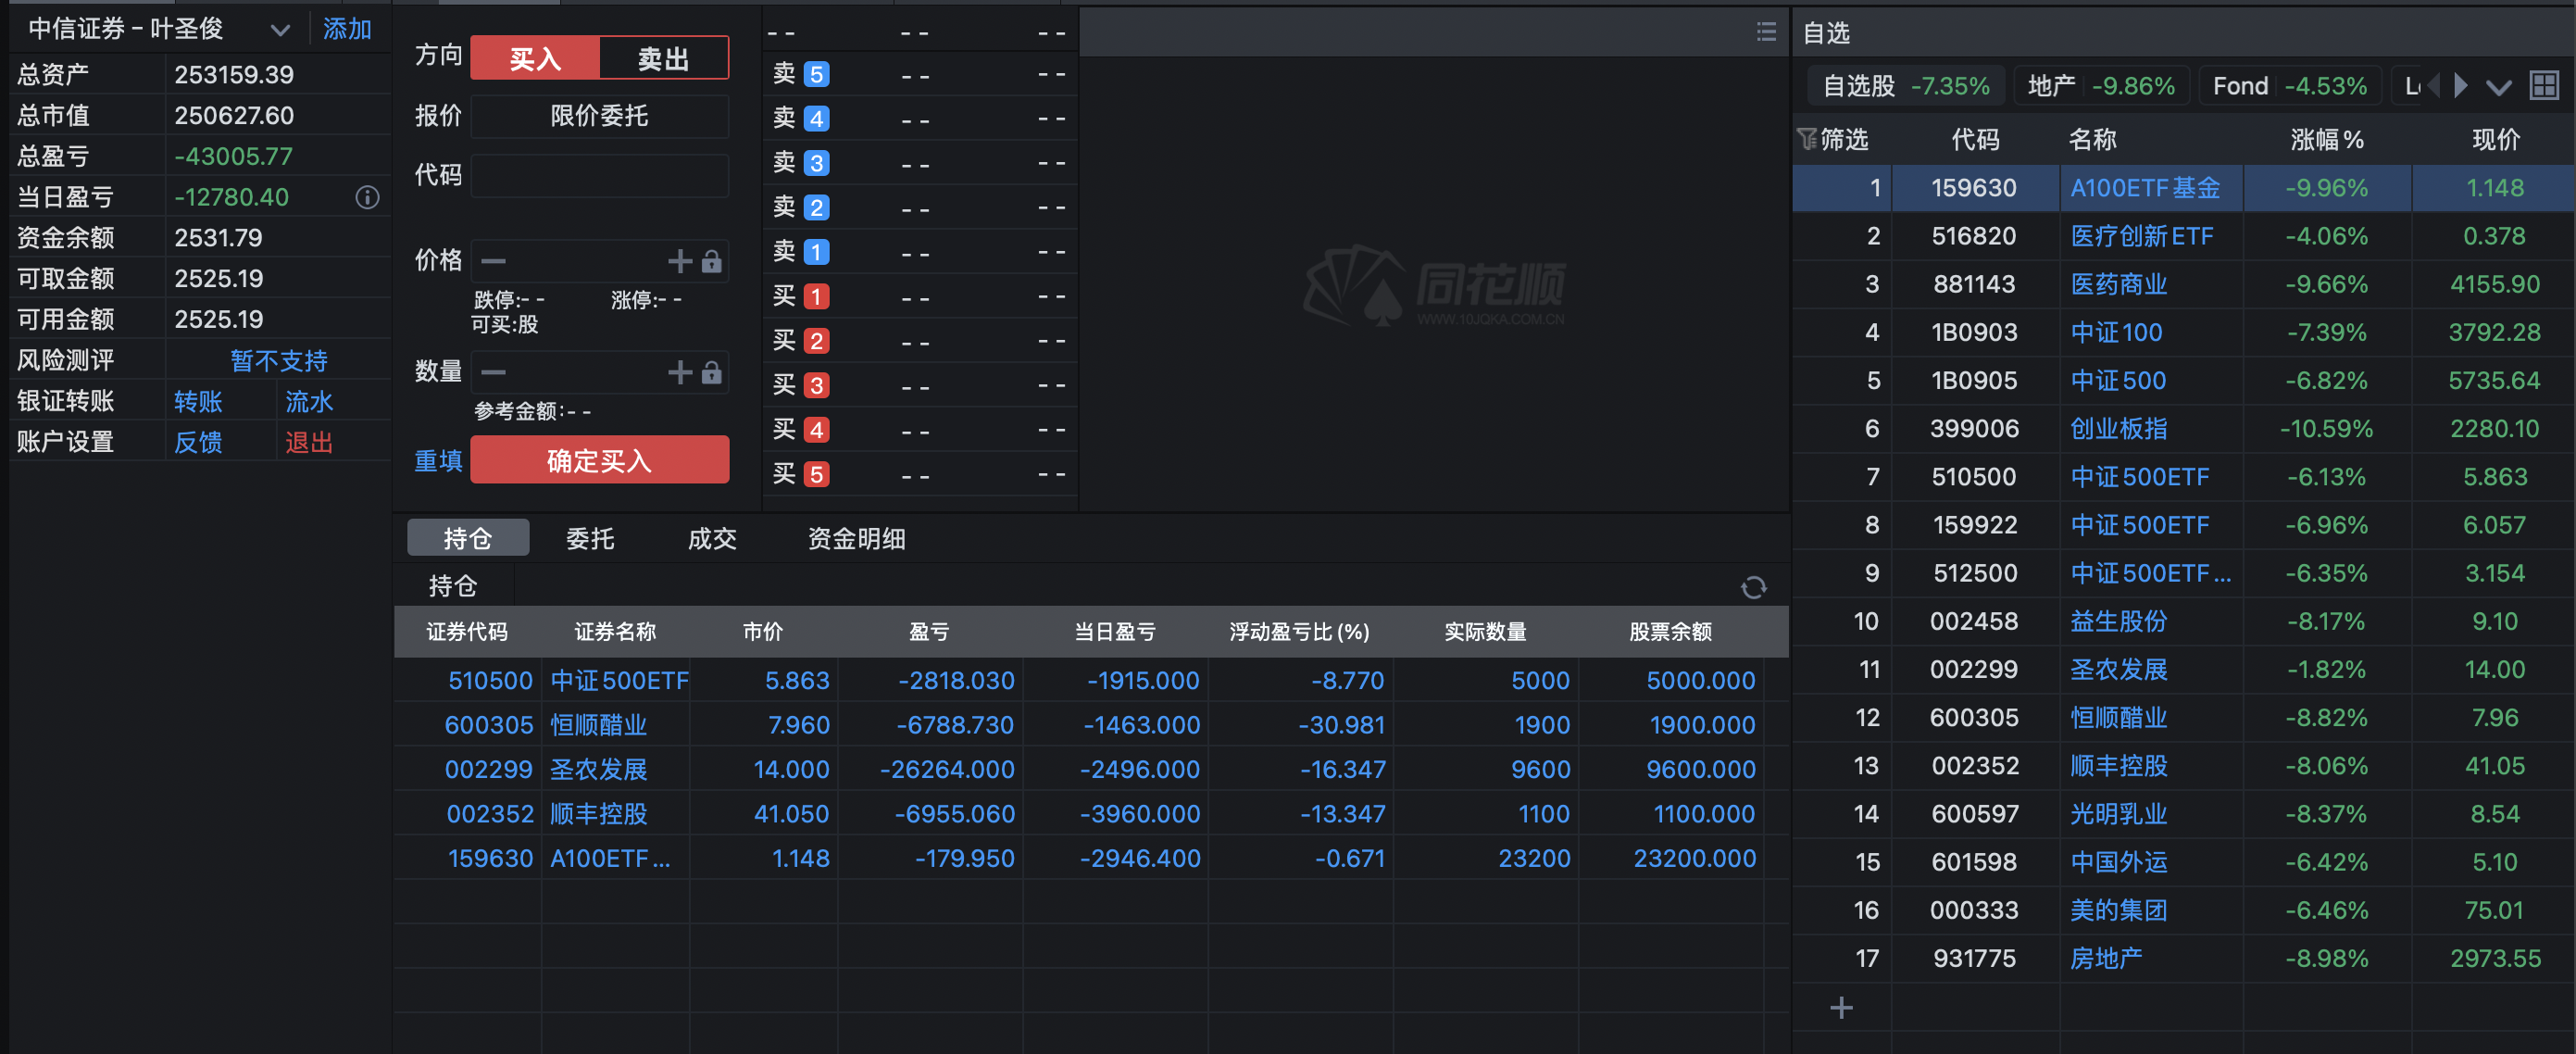 中信证券 – 叶圣俊 添加
总资产 253159.39
总市值 250627.60
总盈亏 -43005.77
当日盈亏 -12780.40
资金余额 2531.79
可取金额 2525.19
可用金额 2525.19
风险测评 暂不支持
银证转账 转账 流水
账户设置 反馈 退出
方向 买入 卖出
报价 限价委托
代码
价格
跌停:-- 涨停:--
可买:股
数量
参考金额:--
重填 确定买入
-- -- --
卖 5 -- --
卖 4 -- --
卖 3 -- --
卖 2 -- --
卖 1 -- --
买 1 -- --
买 2 -- --
买 3 -- --
买 4 -- --
买 5 -- --
同花顺
WWW.10JQKA.COM.CN
持仓 委托 成交 资金明细
持仓
证券代码 证券名称 市价 盈亏 当日盈亏 浮动盈亏比(%) 实际数量 股票余额
510500 中证500ETF 5.863 -2818.030 -1915.000 -8.770 5000 5000.000
600305 恒顺醋业 7.960 -6788.730 -1463.000 -30.981 1900 1900.000
002299 圣农发展 14.000 -26264.000 -2496.000 -16.347 9600 9600.000
002352 顺丰控股 41.050 -6955.060 -3960.000 -13.347 1100 1100.000
159630 A100ETF... 1.148 -179.950 -2946.400 -0.671 23200 23200.000
自选
自选股 -7.35% 地产 -9.86% Fond -4.53%
筛选 代码 名称 涨幅% 现价
1 159630 A100ETF基金 -9.96% 1.148
2 516820 医疗创新ETF -4.06% 0.378
3 881143 医药商业 -9.66% 4155.90
4 1B0903 中证100 -7.39% 3792.28
5 1B0905 中证500 -6.82% 5735.64
6 399006 创业板指 -10.59% 2280.10
7 510500 中证500ETF -6.13% 5.863
8 159922 中证500ETF -6.96% 6.057
9 512500 中证500ETF... -6.35% 3.154
10 002458 益生股份 -8.17% 9.10
11 002299 圣农发展 -1.82% 14.00
12 600305 恒顺醋业 -8.82% 7.96
13 002352 顺丰控股 -8.06% 41.05
14 600597 光明乳业 -8.37% 8.54
15 601598 中国外运 -6.42% 5.10
16 000333 美的集团 -6.46% 75.01
17 931775 房地产 -8.98% 2973.55